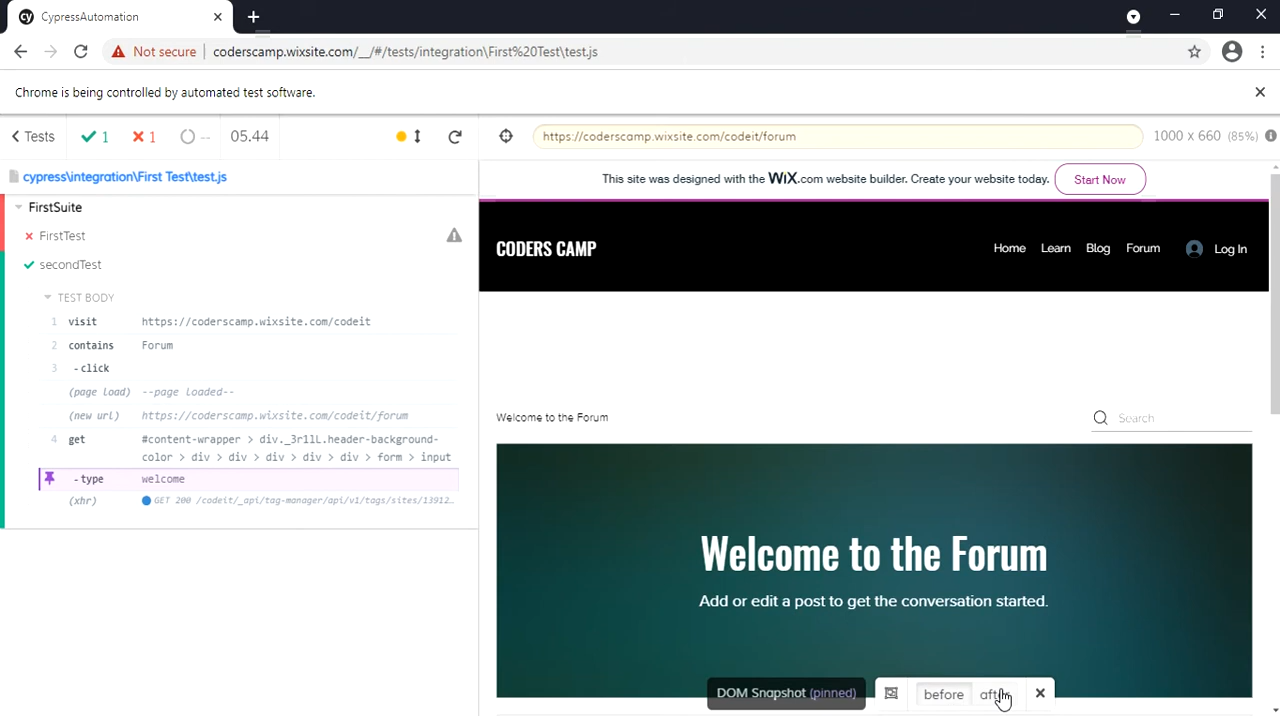 CypressAutomation
Not secure coderscamp.wixsite.com/__/#/tests/integration\First%20Test\test.js
Chrome is being controlled by automated test software.
Tests 1 1 -- 05.44
https://coderscamp.wixsite.com/codeit/forum 1000 x 660 (85%)
cypress\integration\First Test\test.js
FirstSuite
FirstTest
secondTest
TEST BODY
1 visit https://coderscamp.wixsite.com/codeit
2 contains Forum
3 -click
(page load) --page loaded--
(new url) https://coderscamp.wixsite.com/codeit/forum
4 get #content-wrapper > div._3r1lL.header-background-
color > div > div > div > div > div > form > input
-type welcome
(xhr) GET 200 /codeit/_api/tag-manager/api/v1/tags/sites/13912...
This site was designed with the WiX.com website builder. Create your website today. Start Now
CODERS CAMP Home Learn Blog Forum Log In
Welcome to the Forum Search
Welcome to the Forum
Add or edit a post to get the conversation started.
DOM Snapshot (pinned) before